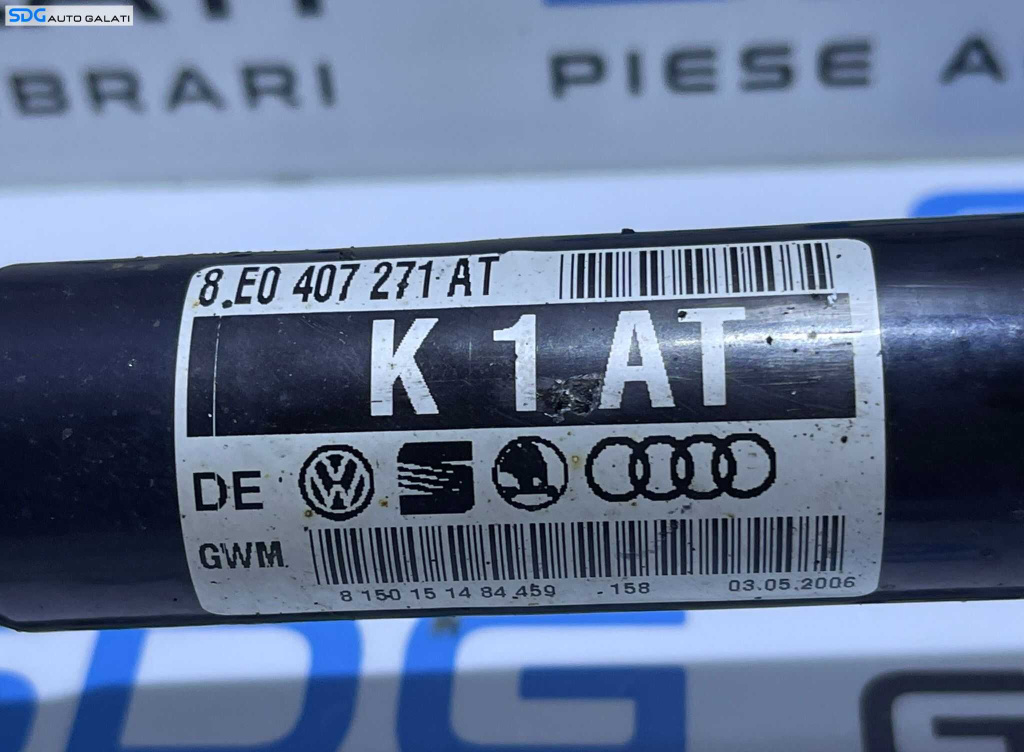 SDG AUTO GALATI
BRARI
PIESE A
8.E0 407 271 AT
K 1 AT
DE
GWM
8 150 15 14 84 459 - 158 03.05.2006
SDG